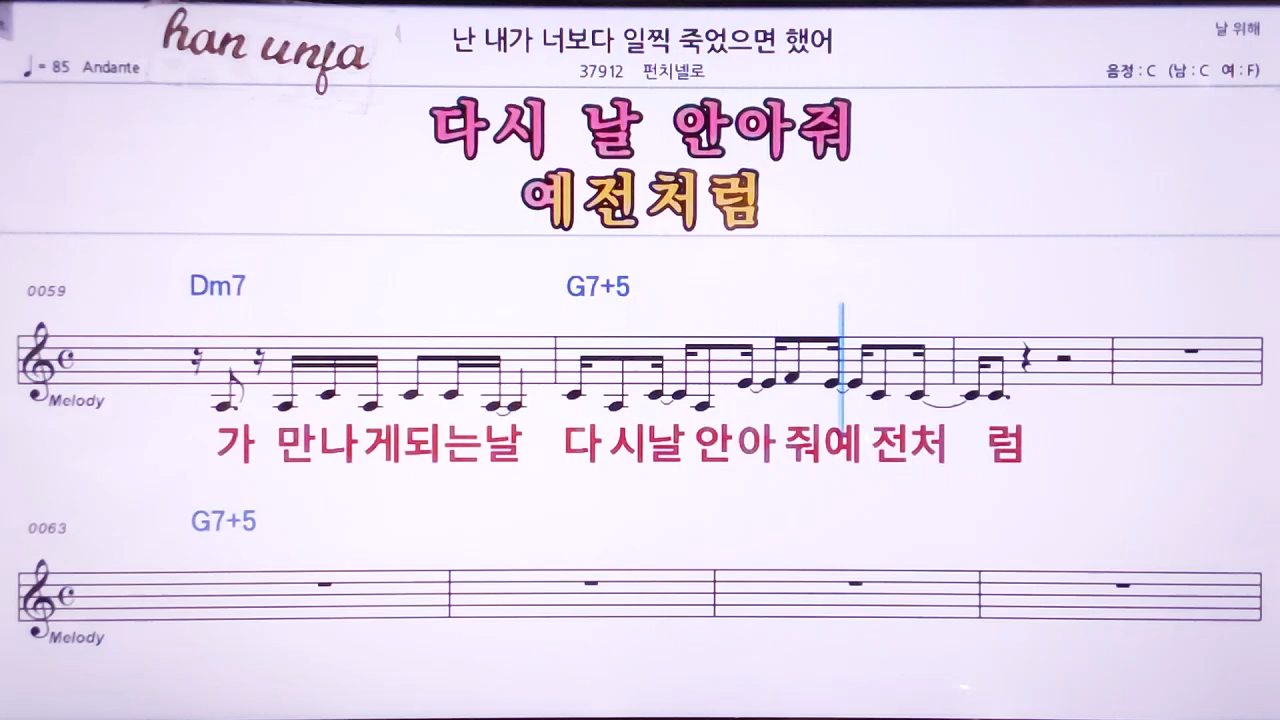 han unfa
난 내가 너보다 일찍 죽었으면 했어
날 위해
♩ = 85 Andante
37912 펀치넬로
음정 : C (남 : C 여 : F)
다시 날 안아줘
예전처럼
0059 Dm7 G7+5
Melody
가 만나게되는날 다시날 안아 줘예 전처 럼
0063 G7+5
Melody